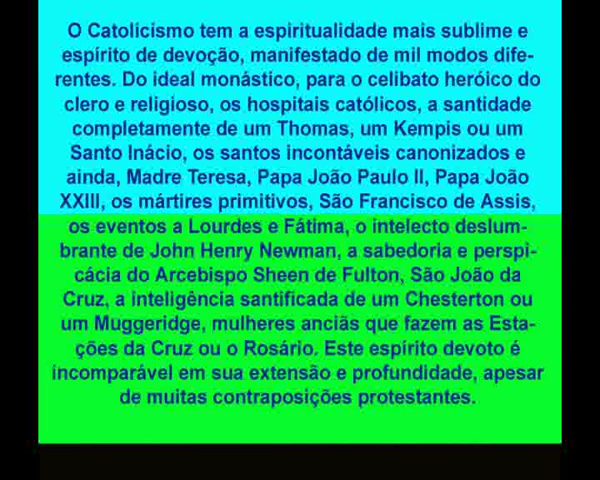 O Catolicísmo tem a espiritualidade mais sublime e
espírito de devoção, manifestado de mil modos dife-
rentes. Do ideal monástico, para o celibato heróico do
clero e religioso, os hospitais católicos, a santidade
completamente de um Thomas, um Kempis ou um
Santo Inácio, os santos incontáveis canonizados e
ainda, Madre Teresa, Papa João Paulo II, Papa João
XXIII, os mártires primitivos, São Francisco de Assis,
os eventos a Lourdes e Fátima, o intelecto deslum-
brante de John Henry Newman, a sabedoria e perspi-
cácia do Arcebispo Sheen de Fulton, São João da
Cruz, a inteligência santificada de um Chesterton ou
um Muggeridge, mulheres anciãs que fazem as Esta-
ções da Cruz ou o Rosário. Este espírito devoto é
incomparável em sua extensão e profundidade, apesar
de muitas contraposições protestantes.